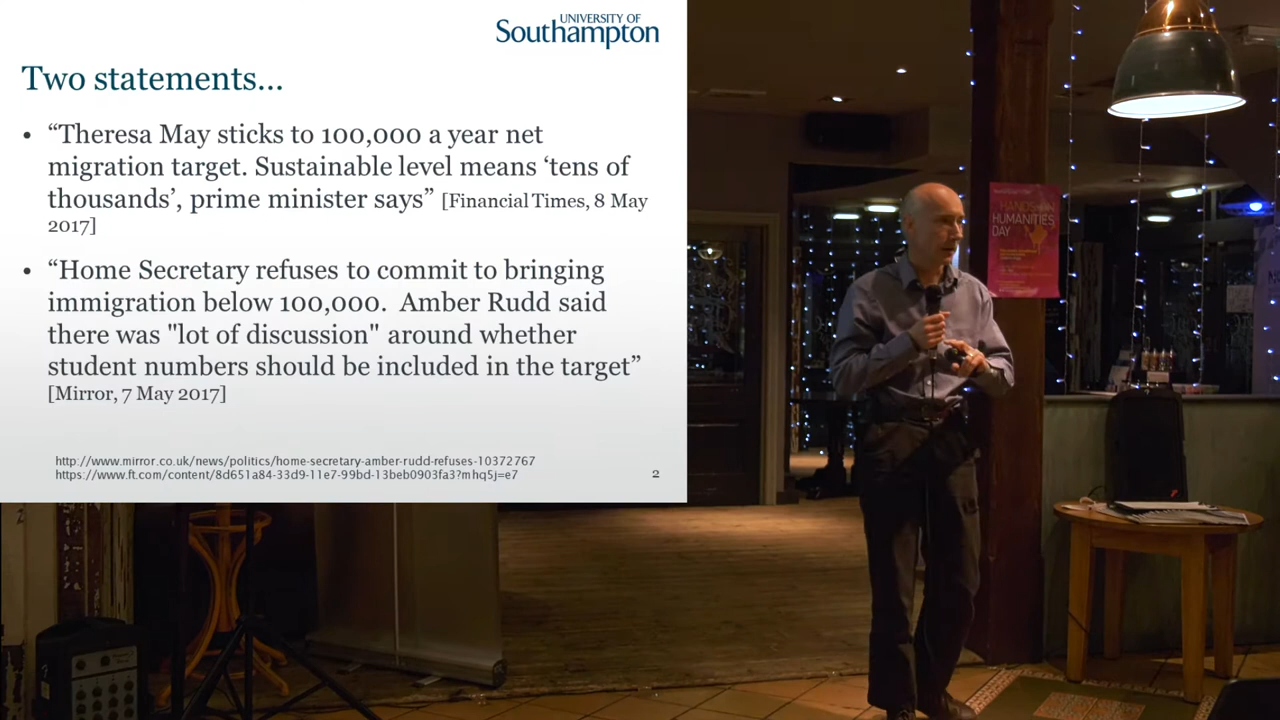 UNIVERSITY OF
Southampton
Two statements...
• “Theresa May sticks to 100,000 a year net
migration target. Sustainable level means ‘tens of
thousands’, prime minister says” [Financial Times, 8 May
2017]
• “Home Secretary refuses to commit to bringing
immigration below 100,000.  Amber Rudd said
there was "lot of discussion" around whether
student numbers should be included in the target”
[Mirror, 7 May 2017]
http://www.mirror.co.uk/news/politics/home-secretary-amber-rudd-refuses-10372767
https://www.ft.com/content/8d651a84-33d9-11e7-99bd-13beb0903fa3?mhq5j=e7
2
HANDS-ON
HUMANITIES
DAY